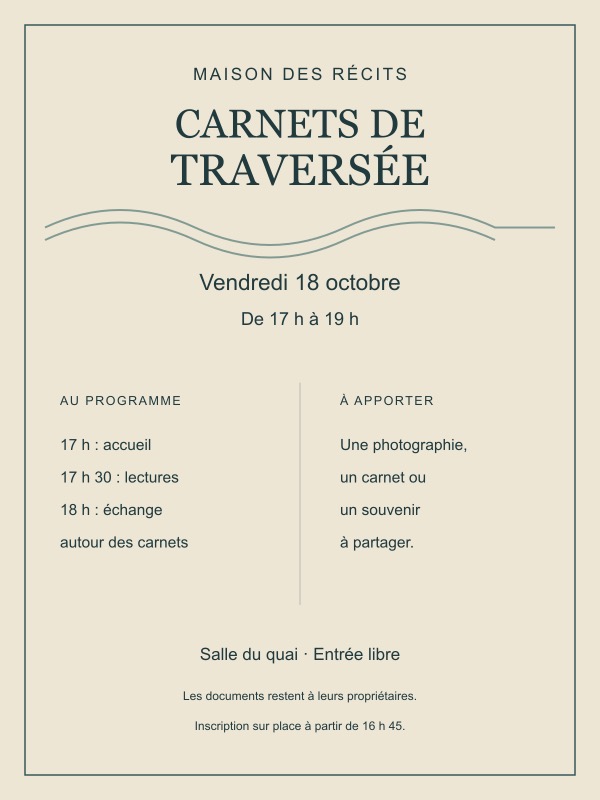 MAISON DES RÉCITS
CARNETS DE
TRAVERSÉE
Vendredi 18 octobre
De 17 h à 19 h
AU PROGRAMME
17 h : accueil
17 h 30 : lectures
18 h : échange
autour des carnets
À APPORTER
Une photographie,
un carnet ou
un souvenir
à partager.
Salle du quai · Entrée libre
Les documents restent à leurs propriétaires.
Inscription sur place à partir de 16 h 45.